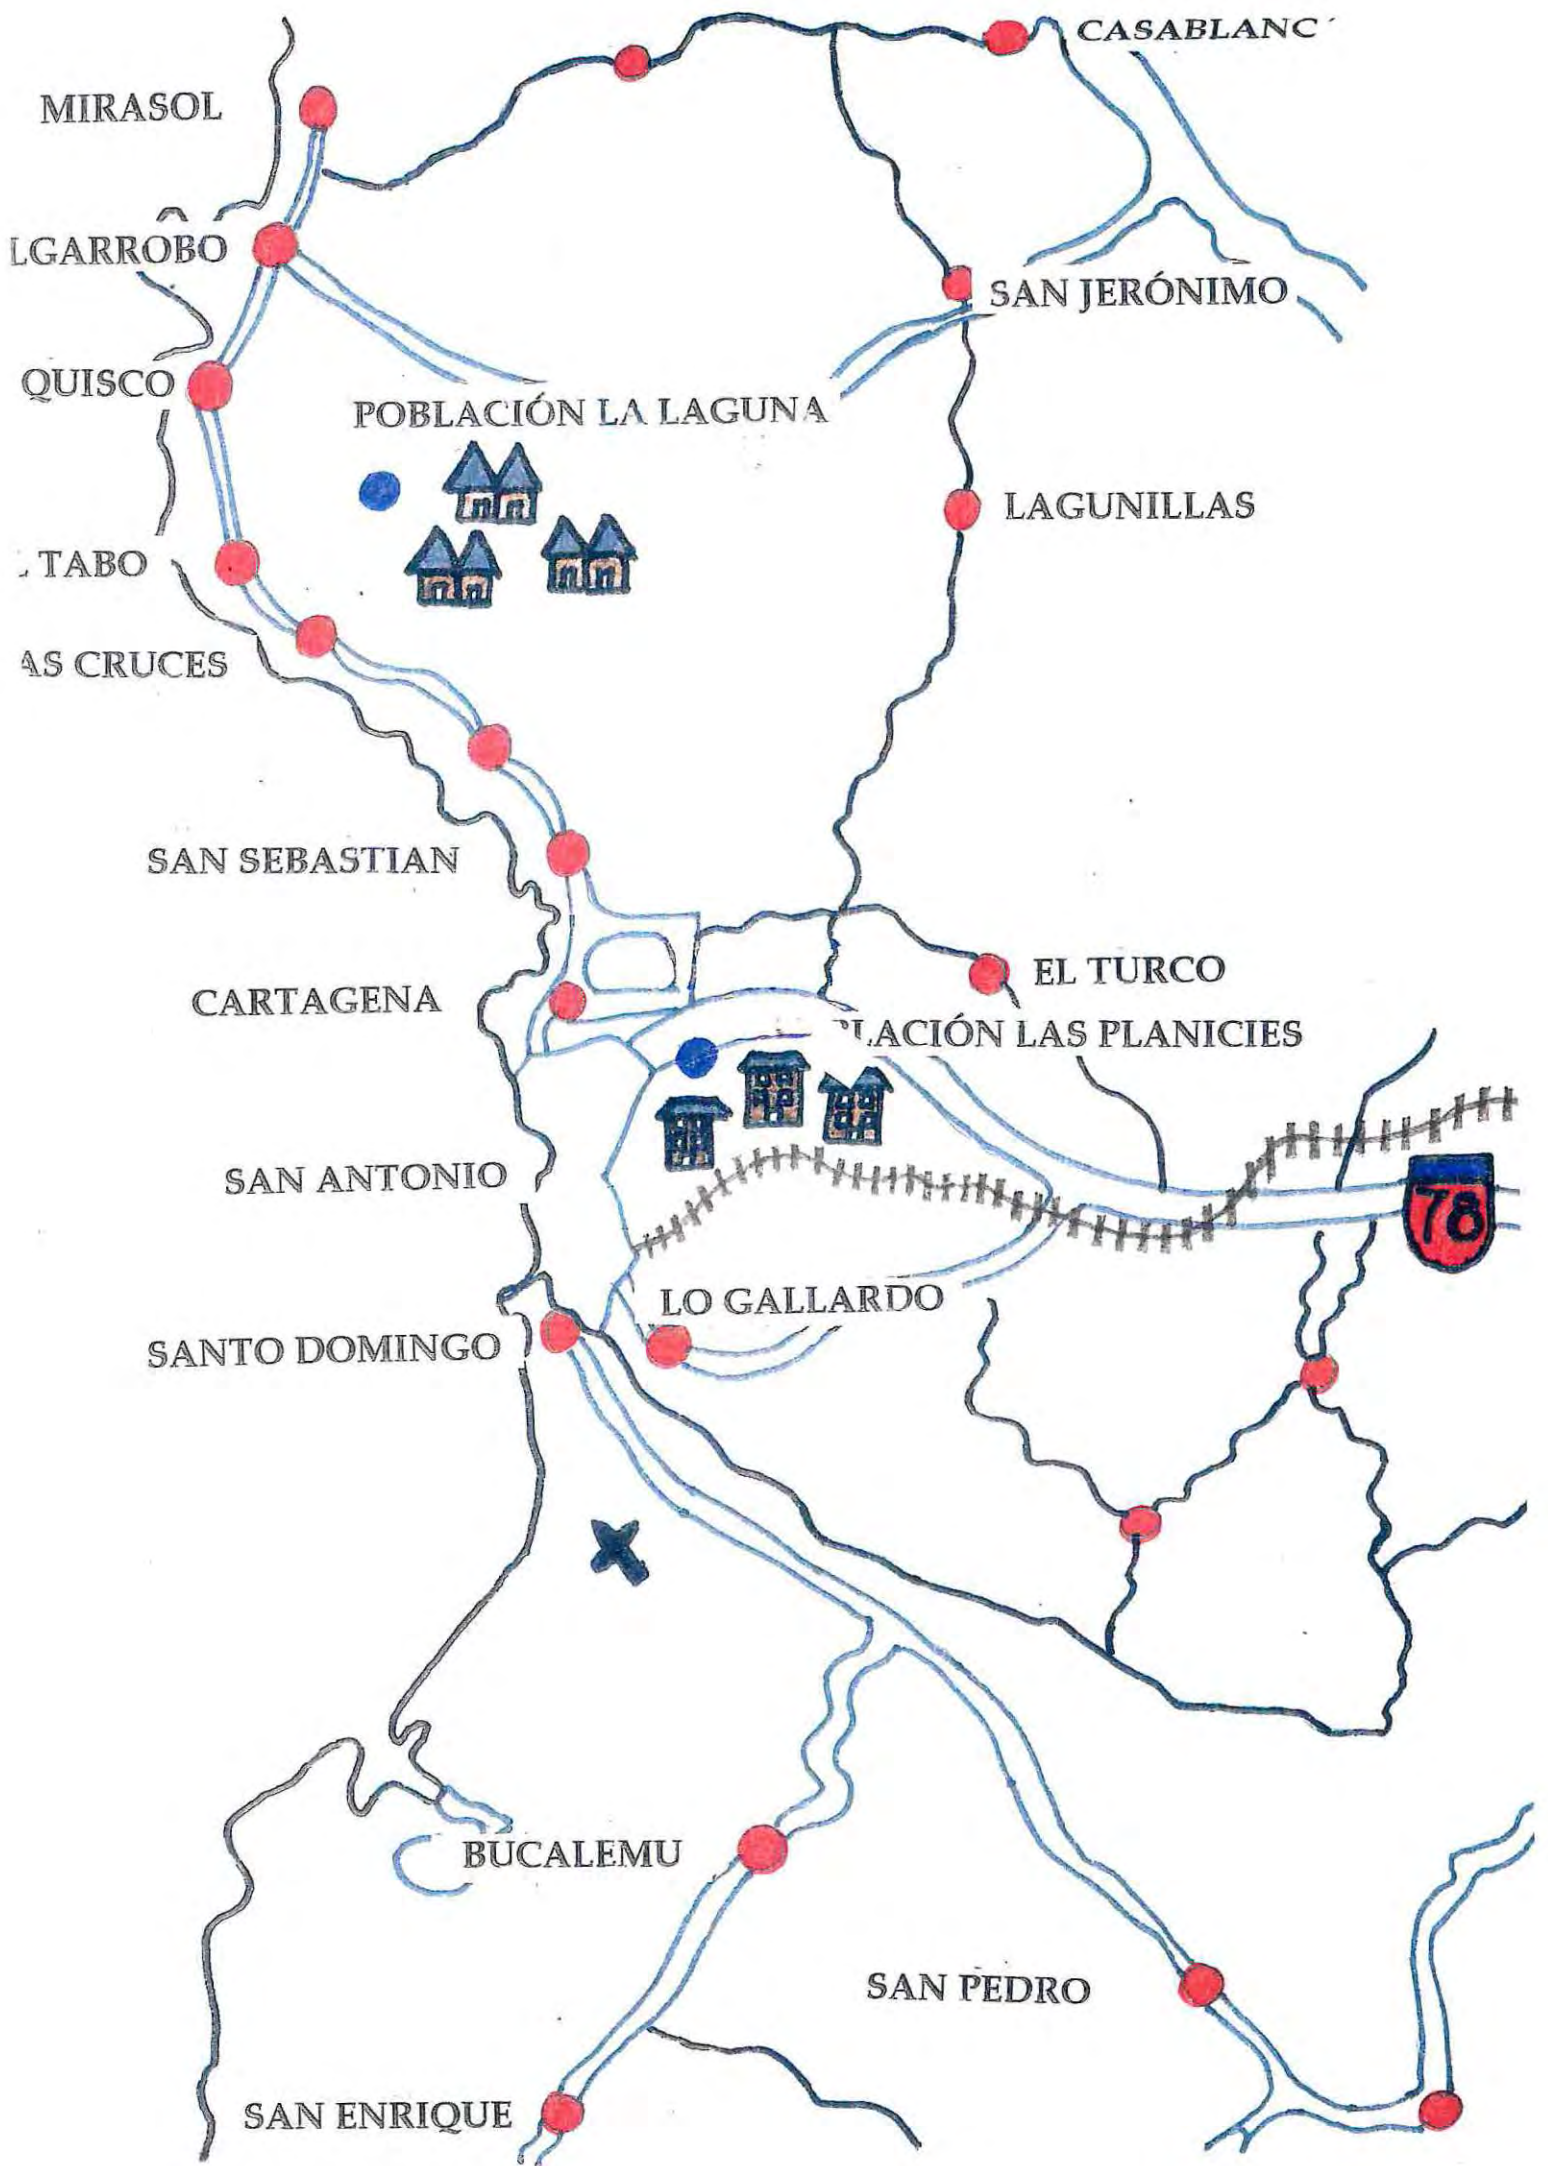 CASABLANC
MIRASOL
LGARROBO
SAN JERÓNIMO
QUISCO
POBLACIÓN LA LAGUNA
LAGUNILLAS
TABO
AS CRUCES
SAN SEBASTIAN
EL TURCO
CARTAGENA
LACIÓN LAS PLANICIES
SAN ANTONIO
78
LO GALLARDO
SANTO DOMINGO
BUCALEMU
SAN PEDRO
SAN ENRIQUE